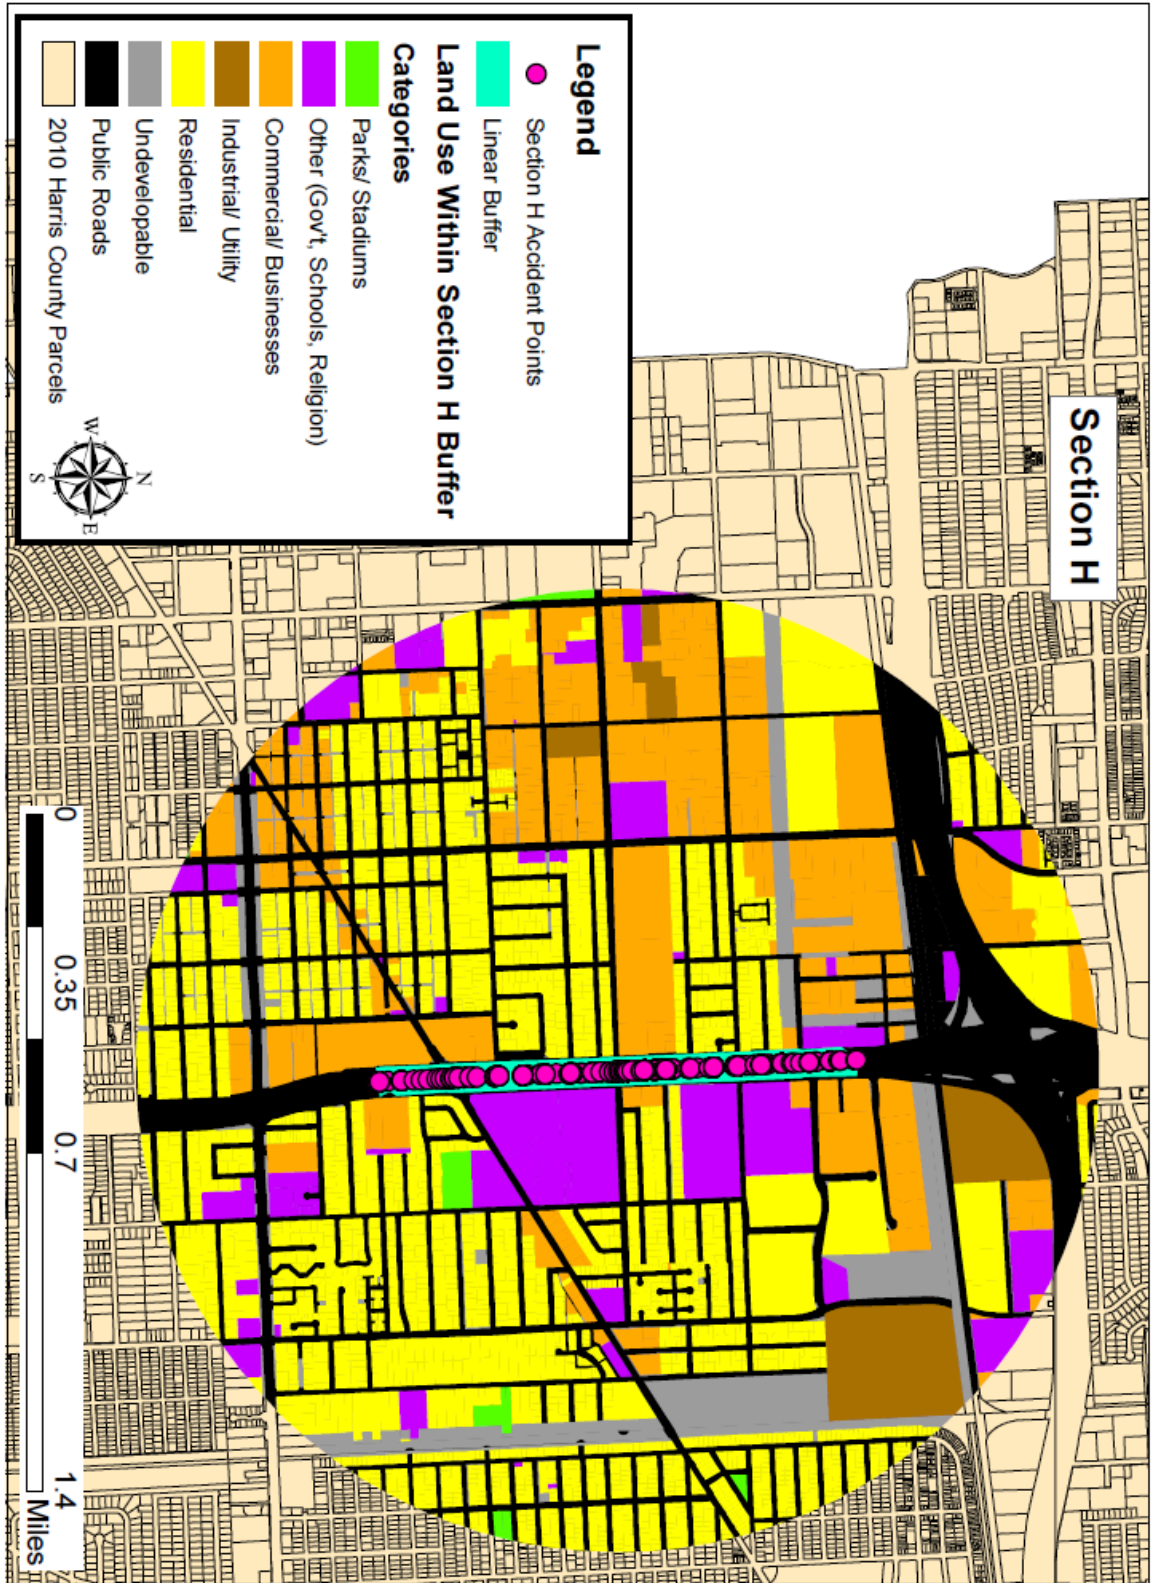 Section H
Legend
Section H Accident Points
Linear Buffer
Land Use Within Section H Buffer
Categories
Parks/ Stadiums
Other (Gov't, Schools, Religion)
Commercial/ Businesses
Industrial/ Utility
Residential
Undevelopable
Public Roads
2010 Harris County Parcels
N
W
E
S
0 0.35 0.7 1.4
Miles